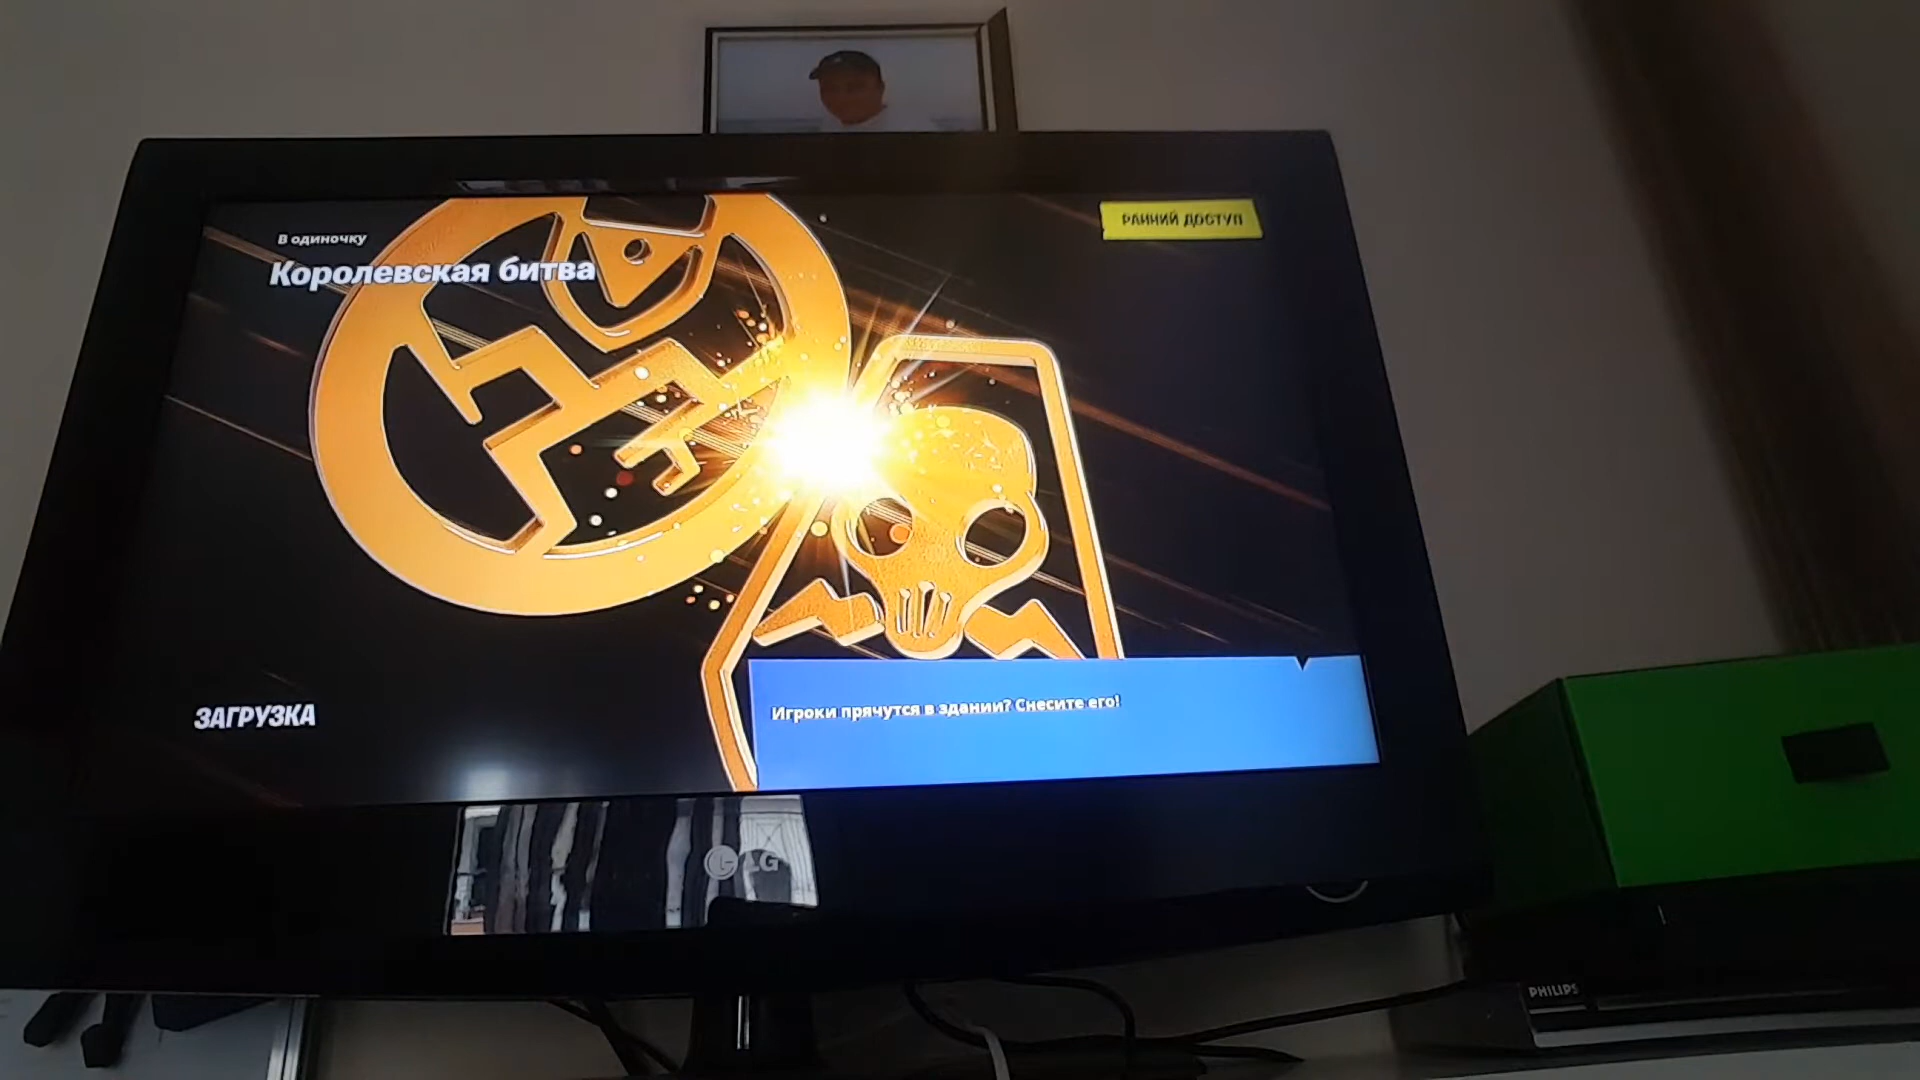 В одиночку
Королевская битва
РАННИЙ ДОСТУП
ЗАГРУЗКА
Игроки прячутся в здании? Снесите его!
LG
PHILIPS